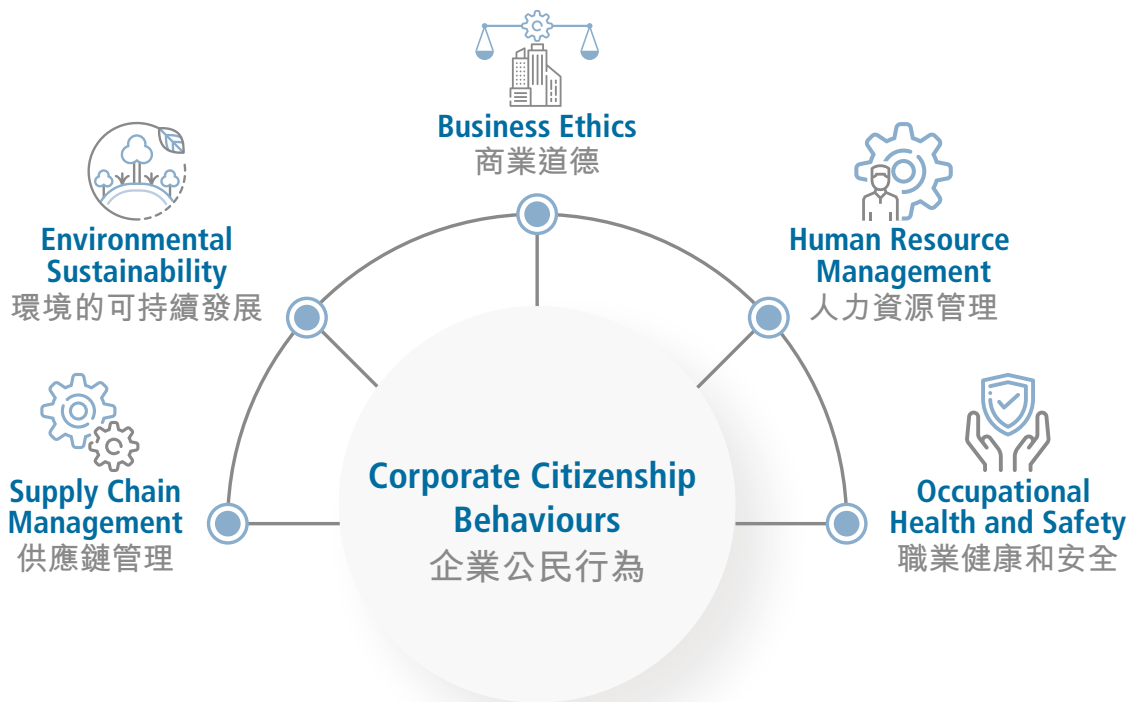 Business Ethics
商業道德
Environmental
Sustainability
環境的可持續發展
Human Resource
Management
人力資源管理
Supply Chain
Management
供應鏈管理
Corporate Citizenship
Behaviours
企業公民行為
Occupational
Health and Safety
職業健康和安全